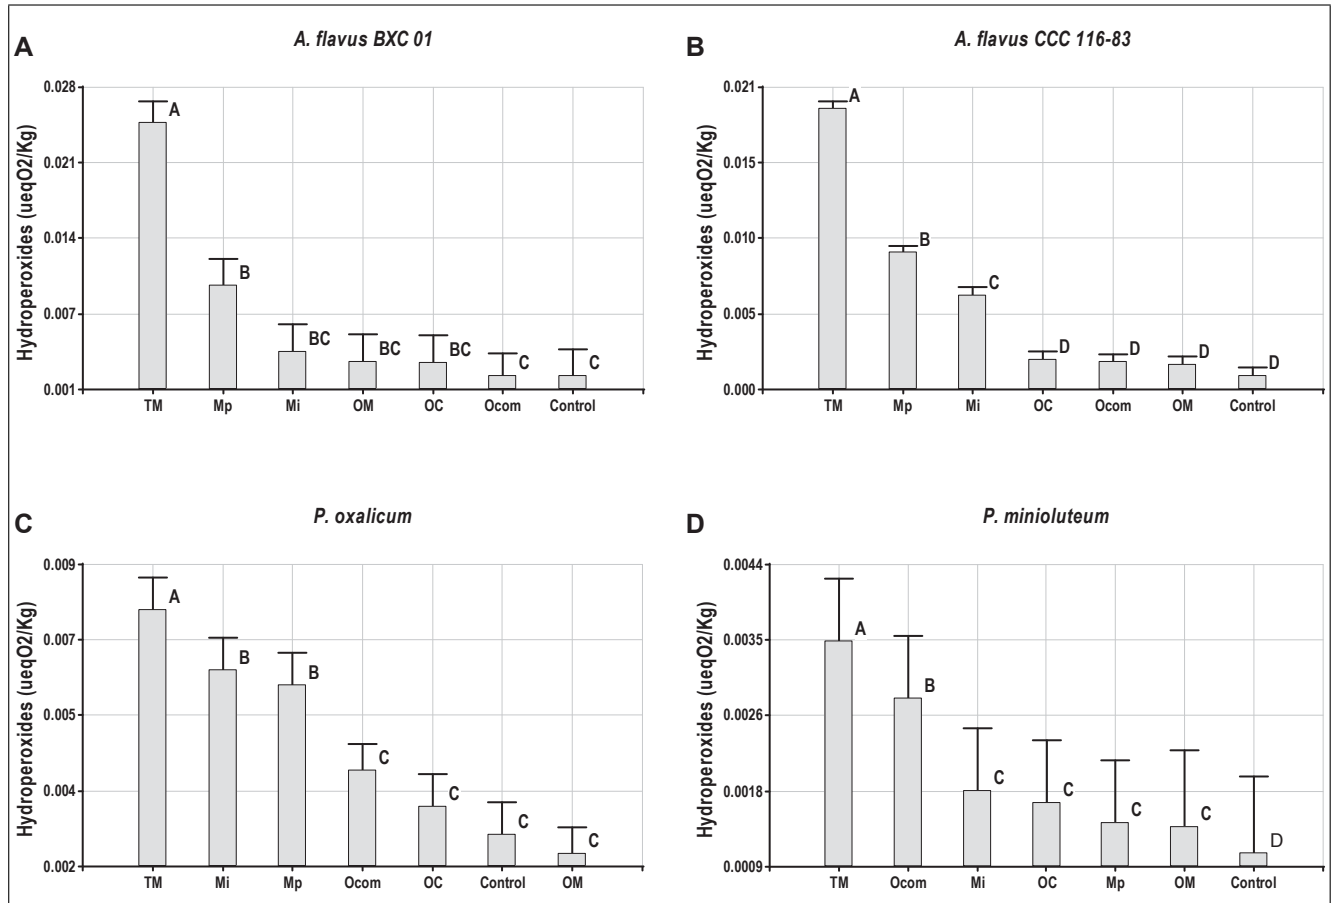 A
A. flavus BXC 01
Hydroperoxides (ueqO2/Kg)
0.028
0.021
0.014
0.007
0.001
A
B
BC
BC
BC
C
C
TM Mp Mi OM OC Ocom Control
B
A. flavus CCC 116-83
Hydroperoxides (ueqO2/Kg)
0.021
0.015
0.010
0.005
0.000
A
B
C
D
D
D
D
TM Mp Mi OC Ocom OM Control
C
P. oxalicum
Hydroperoxides (ueqO2/Kg)
0.009
0.007
0.005
0.004
0.002
A
B
B
C
C
C
C
TM Mi Mp Ocom OC Control OM
D
P. minioluteum
Hydroperoxides (ueqO2/Kg)
0.0044
0.0035
0.0026
0.0018
0.0009
A
B
C
C
C
C
D
TM Ocom Mi OC Mp OM Control